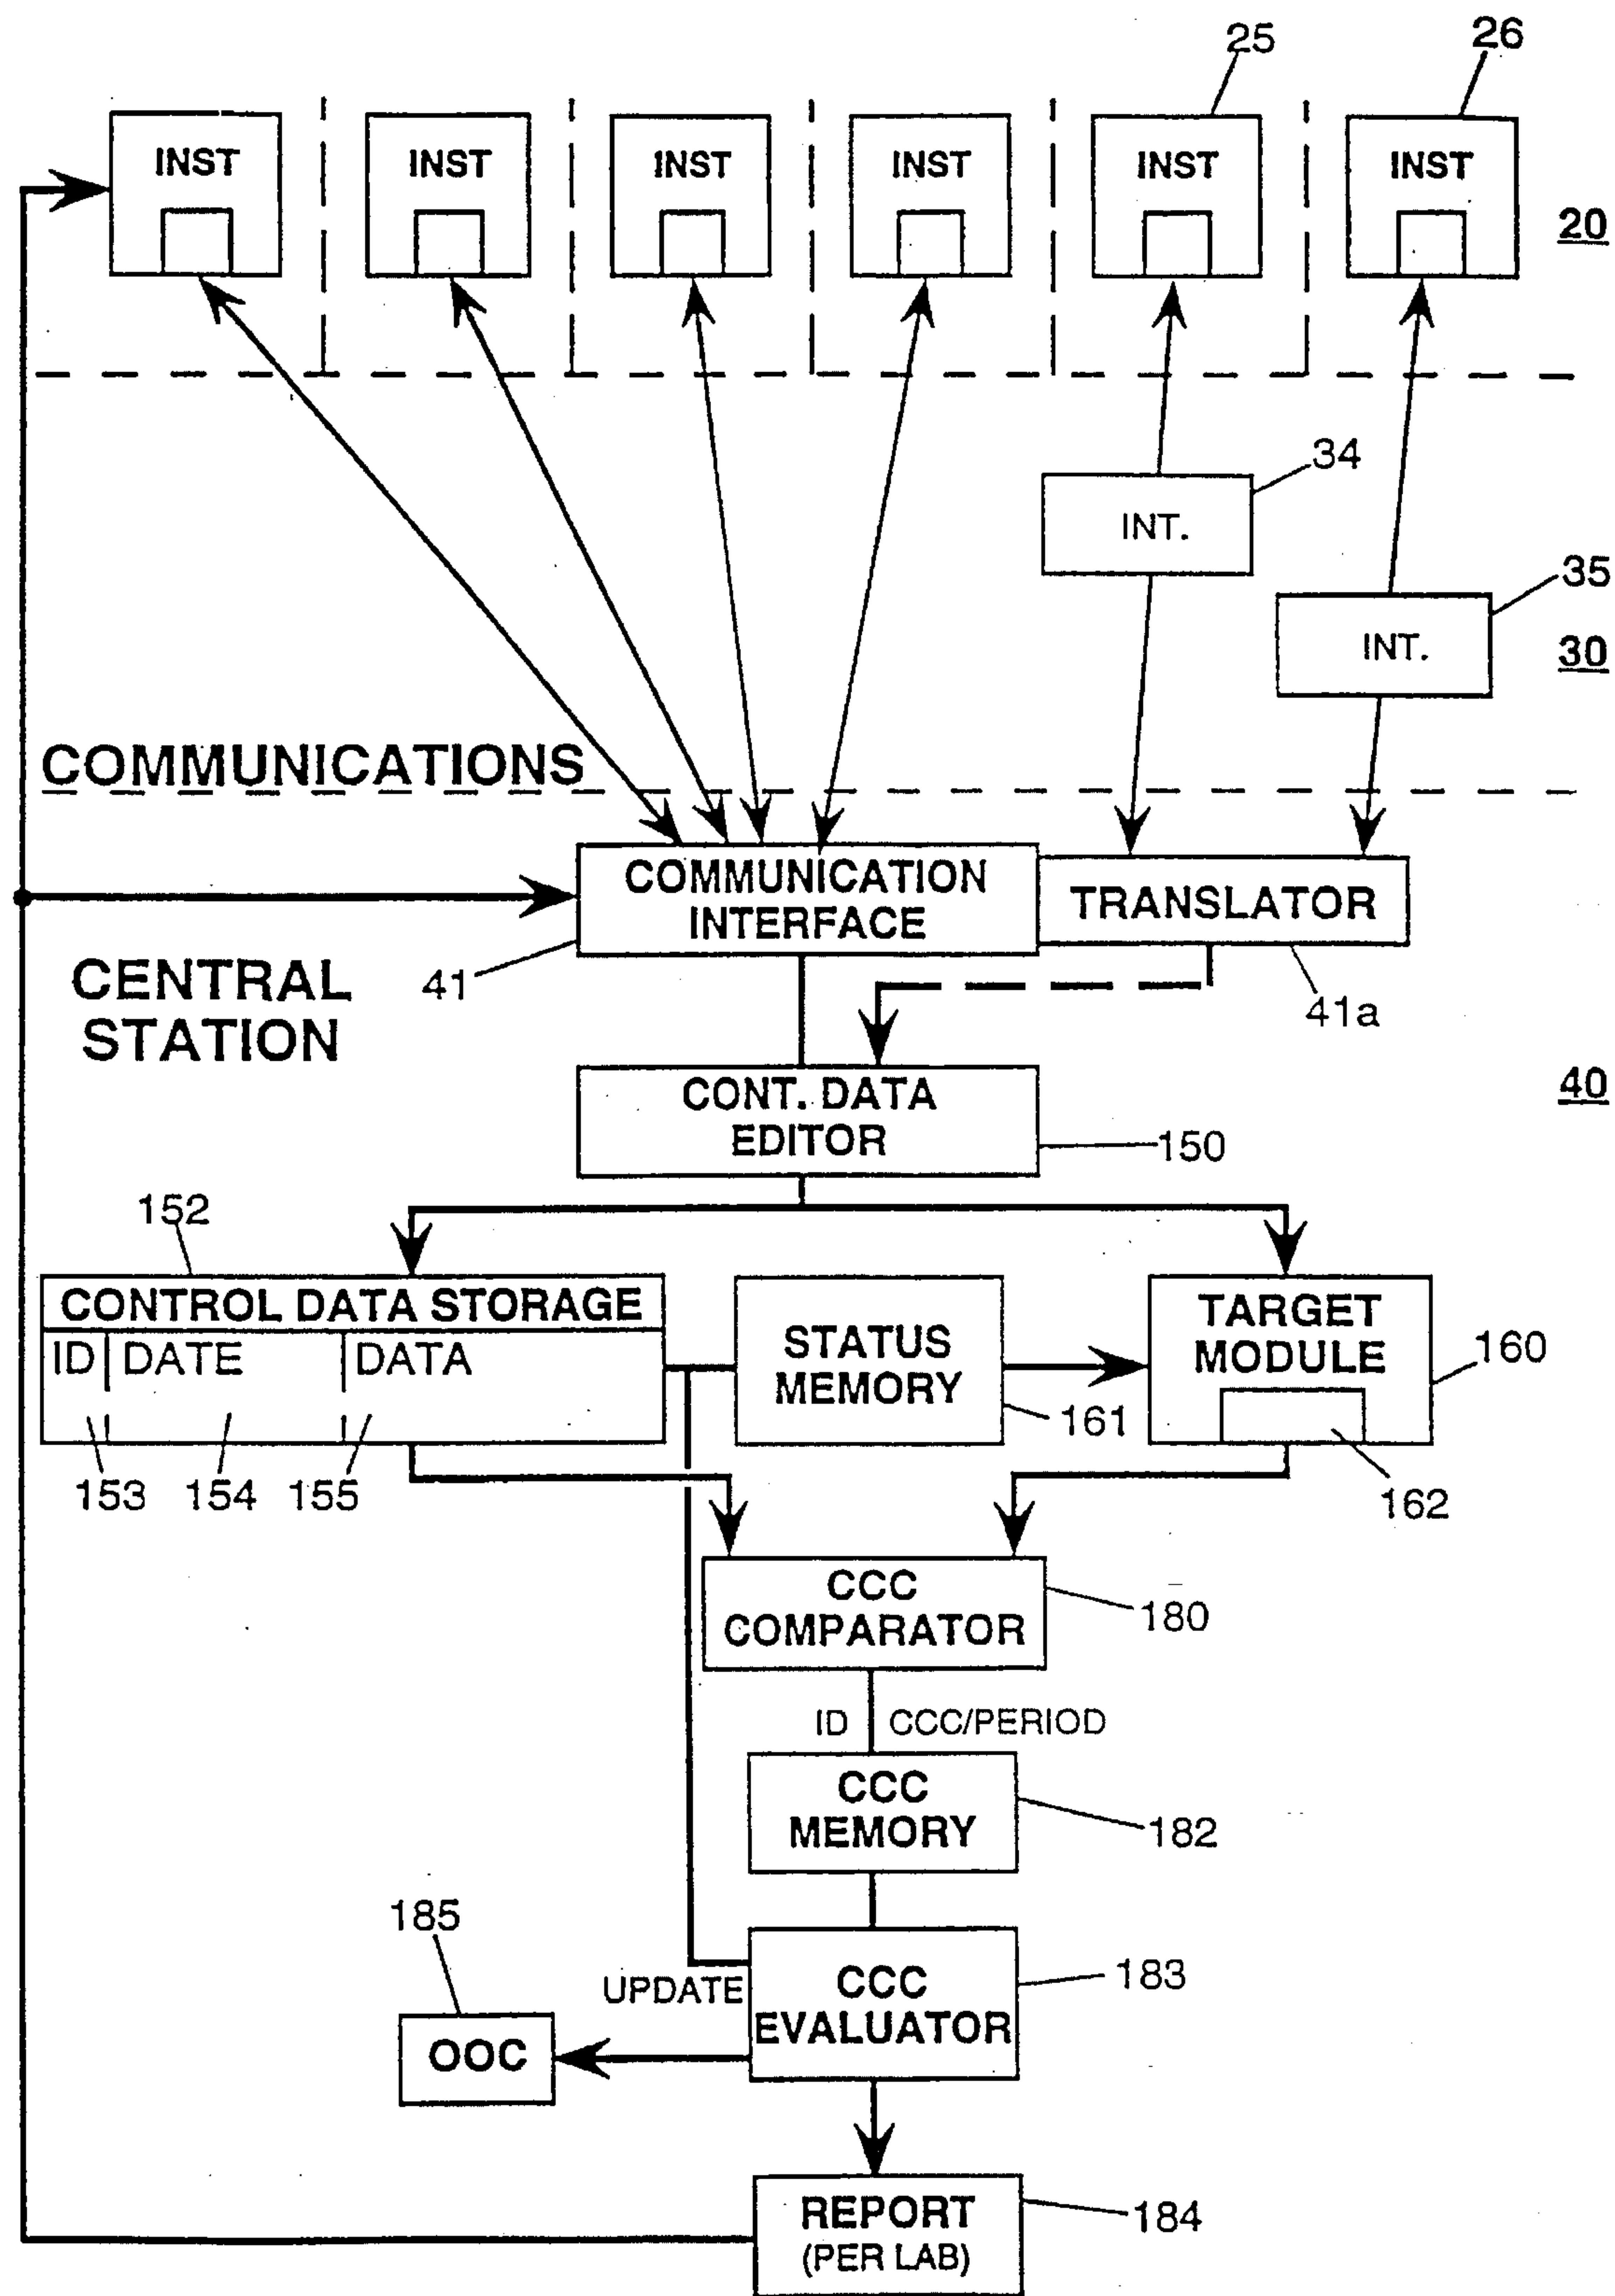 25
26
INST
INST
INST
INST
INST
INST
20
34
INT.
35
INT.
30
COMMUNICATIONS
COMMUNICATION
INTERFACE
TRANSLATOR
CENTRAL
STATION
41
41a
CONT. DATA
EDITOR
40
150
152
CONTROL DATA STORAGE
ID
DATE
DATA
STATUS
MEMORY
TARGET
MODULE
160
161
153
154
155
162
CCC
COMPARATOR
180
ID
CCC/PERIOD
CCC
MEMORY
182
185
UPDATE
CCC
EVALUATOR
183
OOC
REPORT
(PER LAB)
184